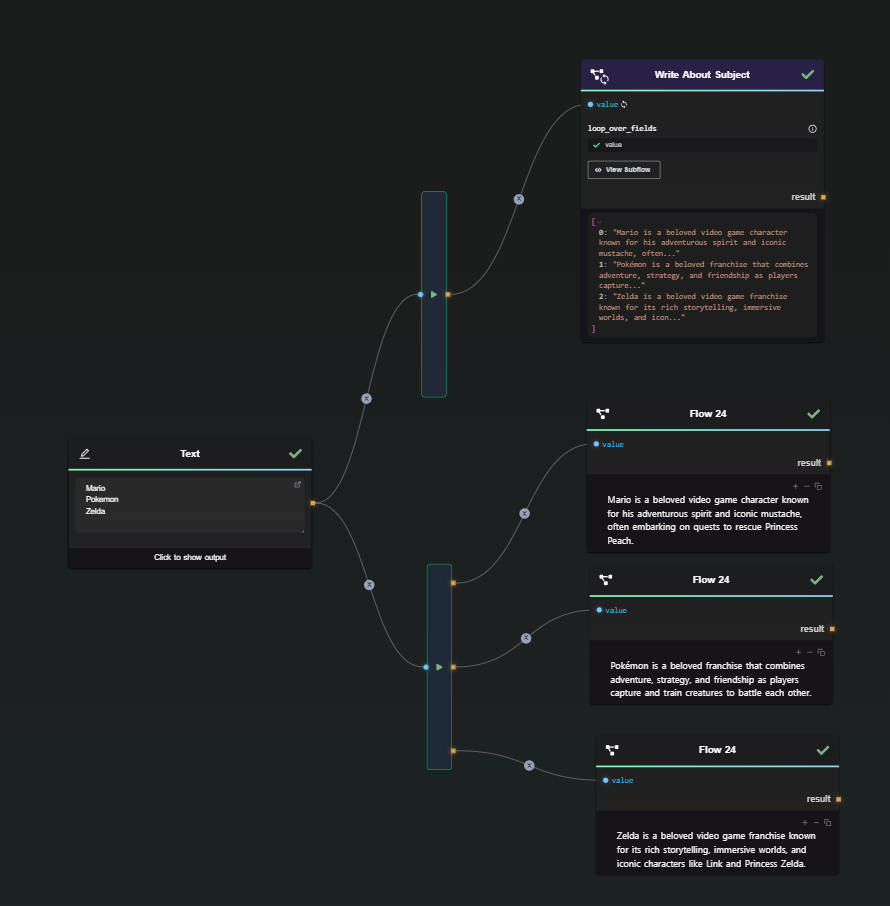 Write About Subject
value
loop_over_fields
value
View Subflow
result
[
0: "Mario is a beloved video game character
known for his adventurous spirit and iconic
mustache, often..."
1: "Pokémon is a beloved franchise that combines
adventure, strategy, and friendship as players
capture..."
2: "Zelda is a beloved video game franchise
known for its rich storytelling, immersive
worlds, and icon..."
]
Text
Mario
Pokemon
Zelda
Click to show output
Flow 24
value
result
Mario is a beloved video game character known
for his adventurous spirit and iconic mustache,
often embarking on quests to rescue Princess
Peach.
Flow 24
value
result
Pokémon is a beloved franchise that combines
adventure, strategy, and friendship as players
capture and train creatures to battle each other.
Flow 24
value
result
Zelda is a beloved video game franchise known
for its rich storytelling, immersive worlds, and
iconic characters like Link and Princess Zelda.